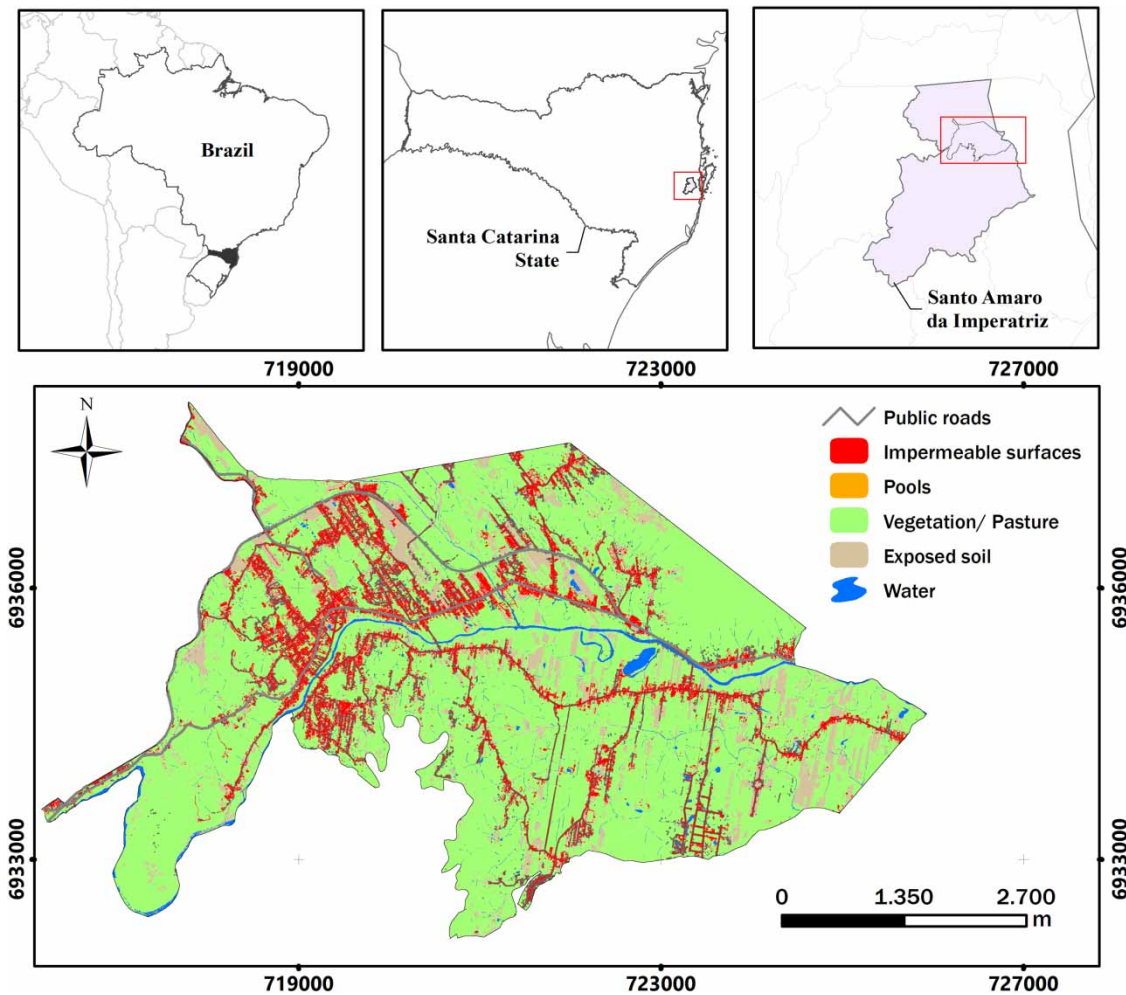 Brazil
Santa Catarina
State
Santo Amaro
da Imperatriz
719000
723000
727000
N
Public roads
Impermeable surfaces
Pools
Vegetation/ Pasture
Exposed soil
Water
6936000
6936000
6933000
6933000
0
1.350
2.700
m
719000
723000
727000